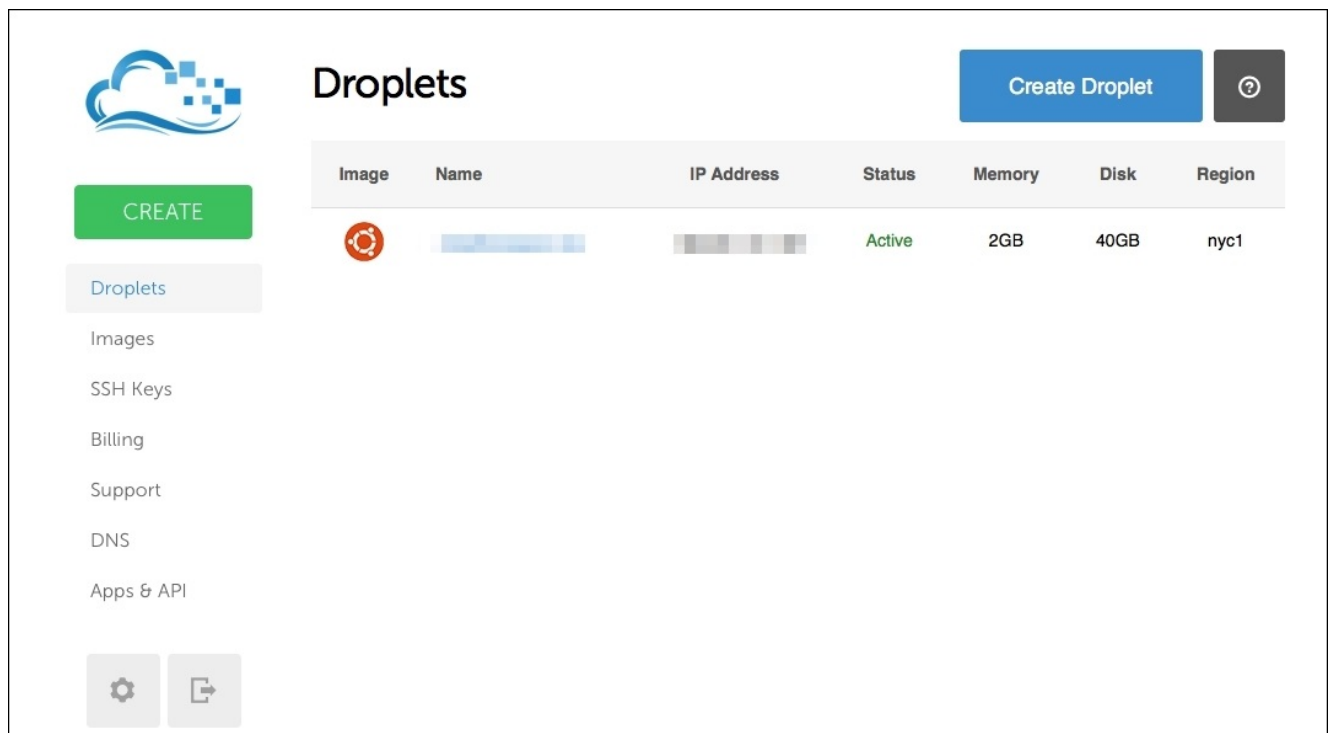 Droplets
Create Droplet
Image Name IP Address Status Memory Disk Region
Active 2GB 40GB nyc1
CREATE
Droplets
Images
SSH Keys
Billing
Support
DNS
Apps & API